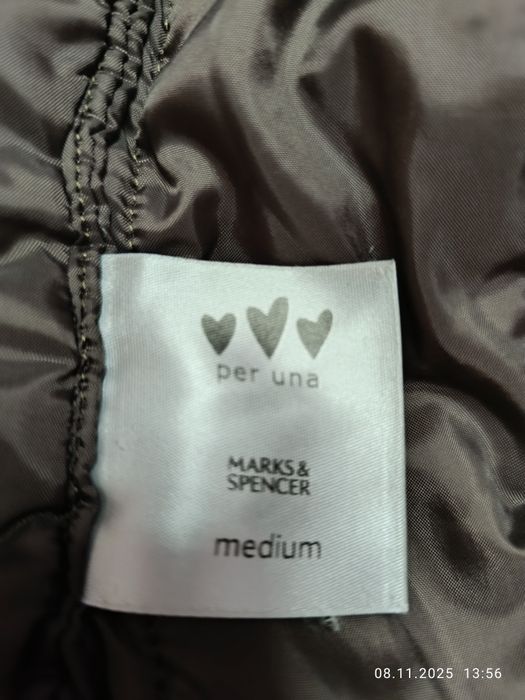 per una
MARKS &
SPENCER
medium
08.11.2025 13:56